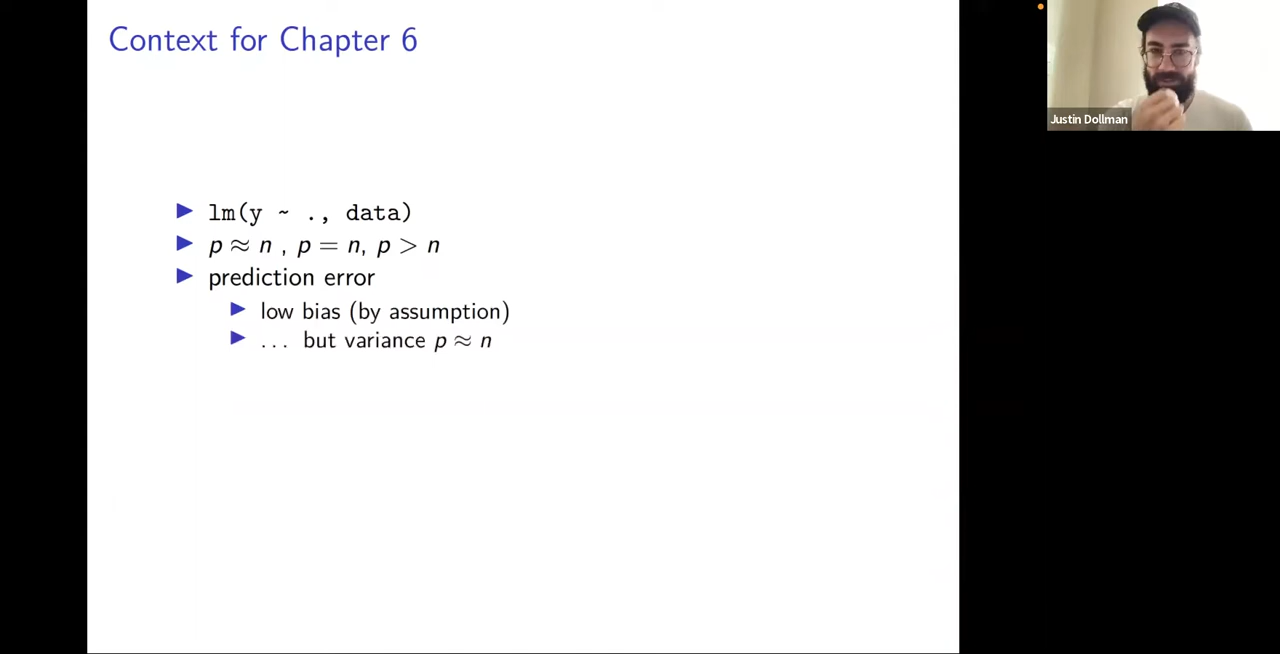 Context for Chapter 6
Justin Dollman
lm(y ~ ., data)
p ≈ n , p = n, p > n
prediction error
low bias (by assumption)
... but variance p ≈ n